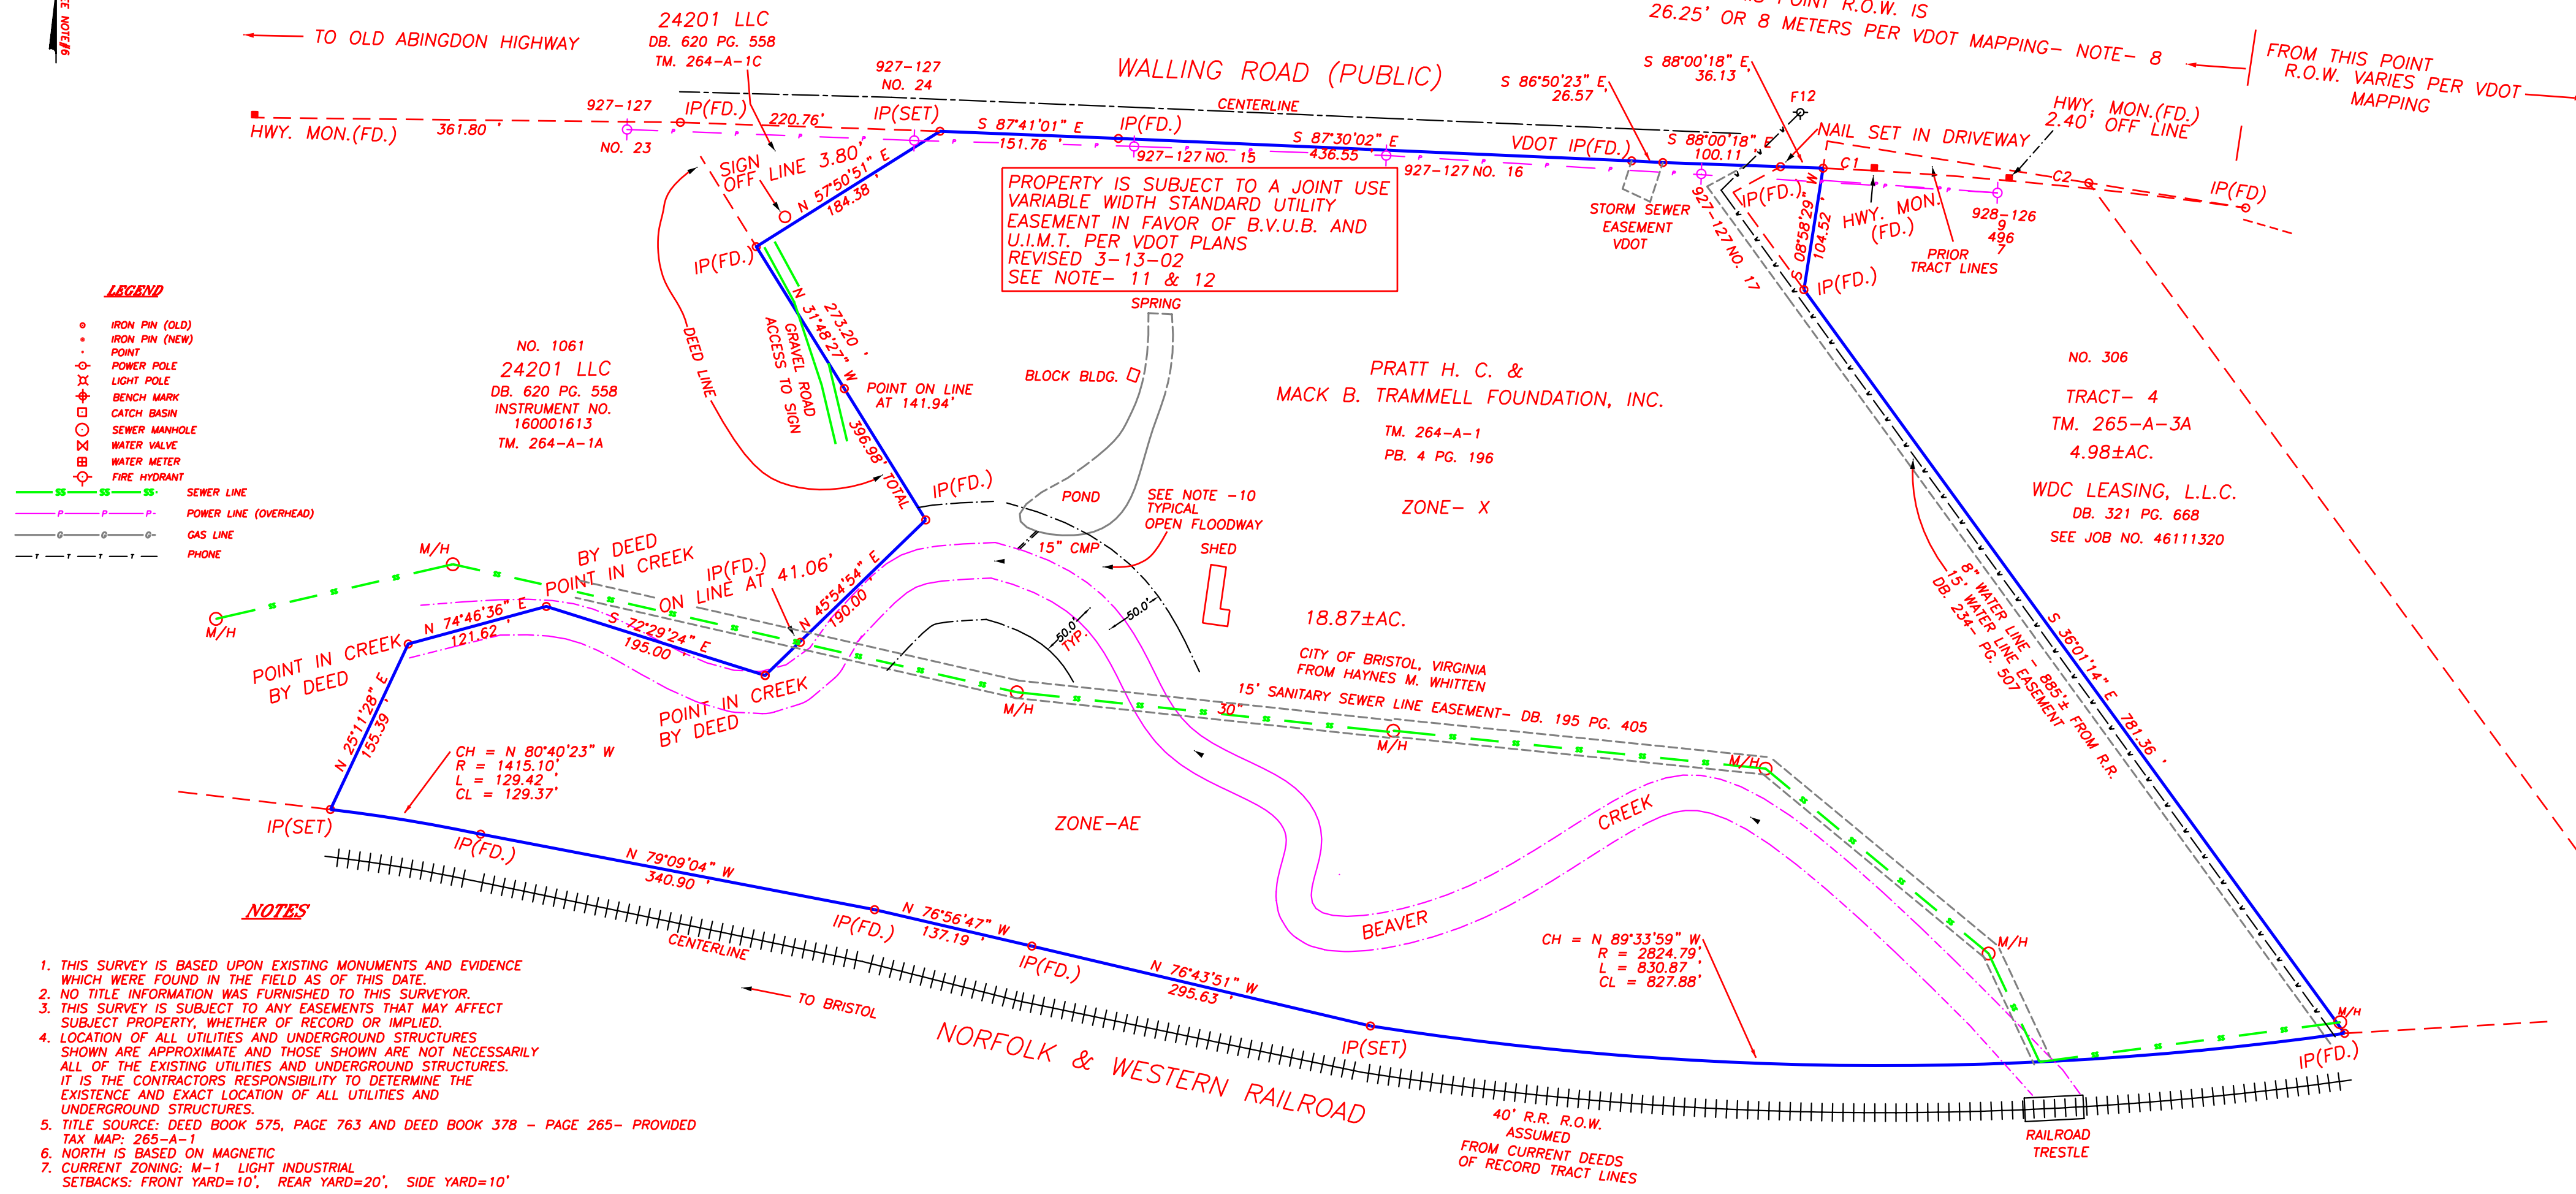 SEE NOTE#6
TO OLD ABINGDON HIGHWAY
24201 LLC
DB. 620 PG. 558
TM. 264-A-1C
927-127
NO. 24
WALLING ROAD (PUBLIC)
CENTERLINE
POINT R.O.W. IS
26.25' OR 8 METERS PER VDOT MAPPING- NOTE- 8
FROM THIS POINT
R.O.W. VARIES PER VDOT
MAPPING
S 86°50'23" E
26.57
S 88°00'18" E
36.13 '
F12
HWY. MON.(FD.)
2.40' OFF LINE
NAIL SET IN DRIVEWAY
HWY. MON.(FD.)
361.80 '
927-127
NO. 23
IP(FD.)
220.76'
IP(SET)
S 87°41'01" E
151.76 '
IP(FD.)
927-127 NO. 15
S 87°30'02" E
436.55 '
927-127 NO. 16
VDOT IP(FD.)
S 88°00'18" E
100.11 '
C1
C2
IP(FD)
IP(FD.)
HWY. MON.
(FD.)
928-126
9
496
7
PRIOR
TRACT LINES
S 08°58'29" W
104.52 '
IP(FD.)
927-127 NO. 17
STORM SEWER
EASEMENT
VDOT
SIGN
OFF LINE 3.80'
N 57°50'51" E
184.38 '
IP(FD.)
PROPERTY IS SUBJECT TO A JOINT USE
VARIABLE WIDTH STANDARD UTILITY
EASEMENT IN FAVOR OF B.V.U.B. AND
U.I.M.T. PER VDOT PLANS
REVISED 3-13-02
SEE NOTE- 11 & 12
SPRING
LEGEND
IRON PIN (OLD)
IRON PIN (NEW)
POINT
POWER POLE
LIGHT POLE
BENCH MARK
CATCH BASIN
SEWER MANHOLE
WATER VALVE
WATER METER
FIRE HYDRANT
SS SS SS SEWER LINE
P P P POWER LINE (OVERHEAD)
G G G GAS LINE
T T T PHONE
NO. 1061
24201 LLC
DB. 620 PG. 558
INSTRUMENT NO.
160001613
TM. 264-A-1A
DEED LINE
GRAVEL ROAD
ACCESS TO SIGN
N 31°48'27" W
273.20 '
POINT ON LINE
AT 141.94'
396.98' TOTAL
IP(FD.)
BLOCK BLDG.
POND
15" CMP
SEE NOTE -10
TYPICAL
OPEN FLOODWAY
SHED
50.0'
TYP.
50.0'
PRATT H. C. &
MACK B. TRAMMELL FOUNDATION, INC.
TM. 264-A-1
PB. 4 PG. 196
ZONE- X
18.87±AC.
NO. 306
TRACT- 4
TM. 265-A-3A
4.98±AC.
WDC LEASING, L.L.C.
DB. 321 PG. 668
SEE JOB NO. 46111320
8" WATER LINE - 885'± FROM R.R.
15' WATER LINE EASEMENT
DB. 234- PG. 507
S 36°01'14" E
781.36 '
M/H
M/H
BY DEED
POINT IN CREEK
IP(FD.)
ON LINE AT 41.06'
N 45°54'54" E
190.00 '
N 74°46'36" E
121.62 '
S 72°29'24" E
195.00 '
POINT IN CREEK
BY DEED
POINT IN CREEK
BY DEED
N 25°11'28" E
155.39 '
CH = N 80°40'23" W
R = 1415.10'
L = 129.42 '
CL = 129.37'
IP(SET)
IP(FD.)
CITY OF BRISTOL, VIRGINIA
FROM HAYNES M. WHITTEN
15' SANITARY SEWER LINE EASEMENT- DB. 195 PG. 405
30"
M/H
M/H
M/H
M/H
M/H
ZONE-AE
BEAVER
CREEK
N 79°09'04" W
340.90 '
IP(FD.)
N 76°56'47" W
137.19 '
IP(FD.)
N 76°43'51" W
295.63 '
IP(SET)
CH = N 89°33'59" W
R = 2824.79'
L = 830.87 '
CL = 827.88'
IP(FD.)
CENTERLINE
TO BRISTOL
NORFOLK & WESTERN RAILROAD
40' R.R. R.O.W.
ASSUMED
FROM CURRENT DEEDS
OF RECORD TRACT LINES
RAILROAD
TRESTLE
NOTES
1. THIS SURVEY IS BASED UPON EXISTING MONUMENTS AND EVIDENCE
WHICH WERE FOUND IN THE FIELD AS OF THIS DATE.
2. NO TITLE INFORMATION WAS FURNISHED TO THIS SURVEYOR.
3. THIS SURVEY IS SUBJECT TO ANY EASEMENTS THAT MAY AFFECT
SUBJECT PROPERTY, WHETHER OF RECORD OR IMPLIED.
4. LOCATION OF ALL UTILITIES AND UNDERGROUND STRUCTURES
SHOWN ARE APPROXIMATE AND THOSE SHOWN ARE NOT NECESSARILY
ALL OF THE EXISTING UTILITIES AND UNDERGROUND STRUCTURES.
IT IS THE CONTRACTORS RESPONSIBILITY TO DETERMINE THE
EXISTENCE AND EXACT LOCATION OF ALL UTILITIES AND
UNDERGROUND STRUCTURES.
5. TITLE SOURCE: DEED BOOK 575, PAGE 763 AND DEED BOOK 378 - PAGE 265- PROVIDED
TAX MAP: 265-A-1
6. NORTH IS BASED ON MAGNETIC
7. CURRENT ZONING: M-1 LIGHT INDUSTRIAL
SETBACKS: FRONT YARD=10', REAR YARD=20', SIDE YARD=10'